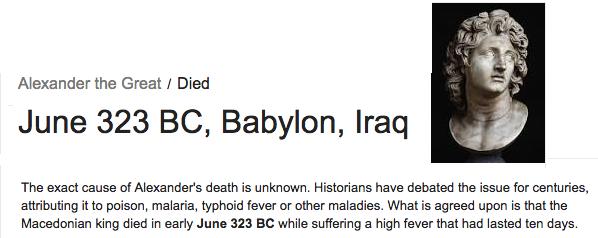 Alexander the Great / Died
June 323 BC, Babylon, Iraq
The exact cause of Alexander's death is unknown. Historians have debated the issue for centuries,
attributing it to poison, malaria, typhoid fever or other maladies. What is agreed upon is that the
Macedonian king died in early June 323 BC while suffering a high fever that had lasted ten days.